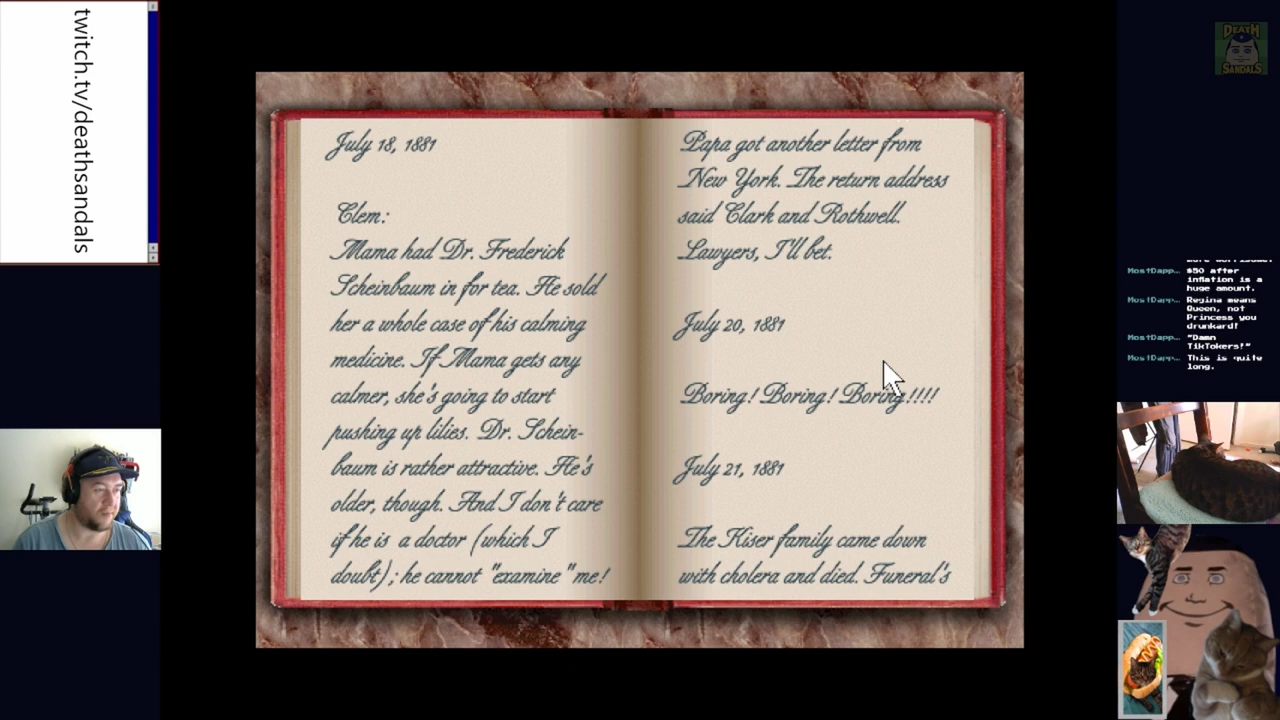 twitch.tv/deathsandals
July 18, 1881
Clem:
Mama had Dr. Frederick
Scheinbaum in for tea. He sold
her a whole case of his calming
medicine. If Mama gets any
calmer, she's going to start
pushing up lilies. Dr. Schein-
baum is rather attractive. He's
older, though. And I don't care
if he is a doctor (which I
doubt); he cannot "examine" me!
Papa got another letter from
New York. The return address
said Clark and Rothwell.
Lawyers, I'll bet.
July 20, 1881
Boring! Boring! Boring!!!!
July 21, 1881
The Kiser family came down
with cholera and died. Funeral's
DEATH
SANDALS
MostDapp… $50 after
inflation is a
huge amount.
MostDapp… Regina means
Queen, not
Princess you
drunkard!
MostDapp… "Damn
TikTokers!"
MostDapp… This is quite
long.